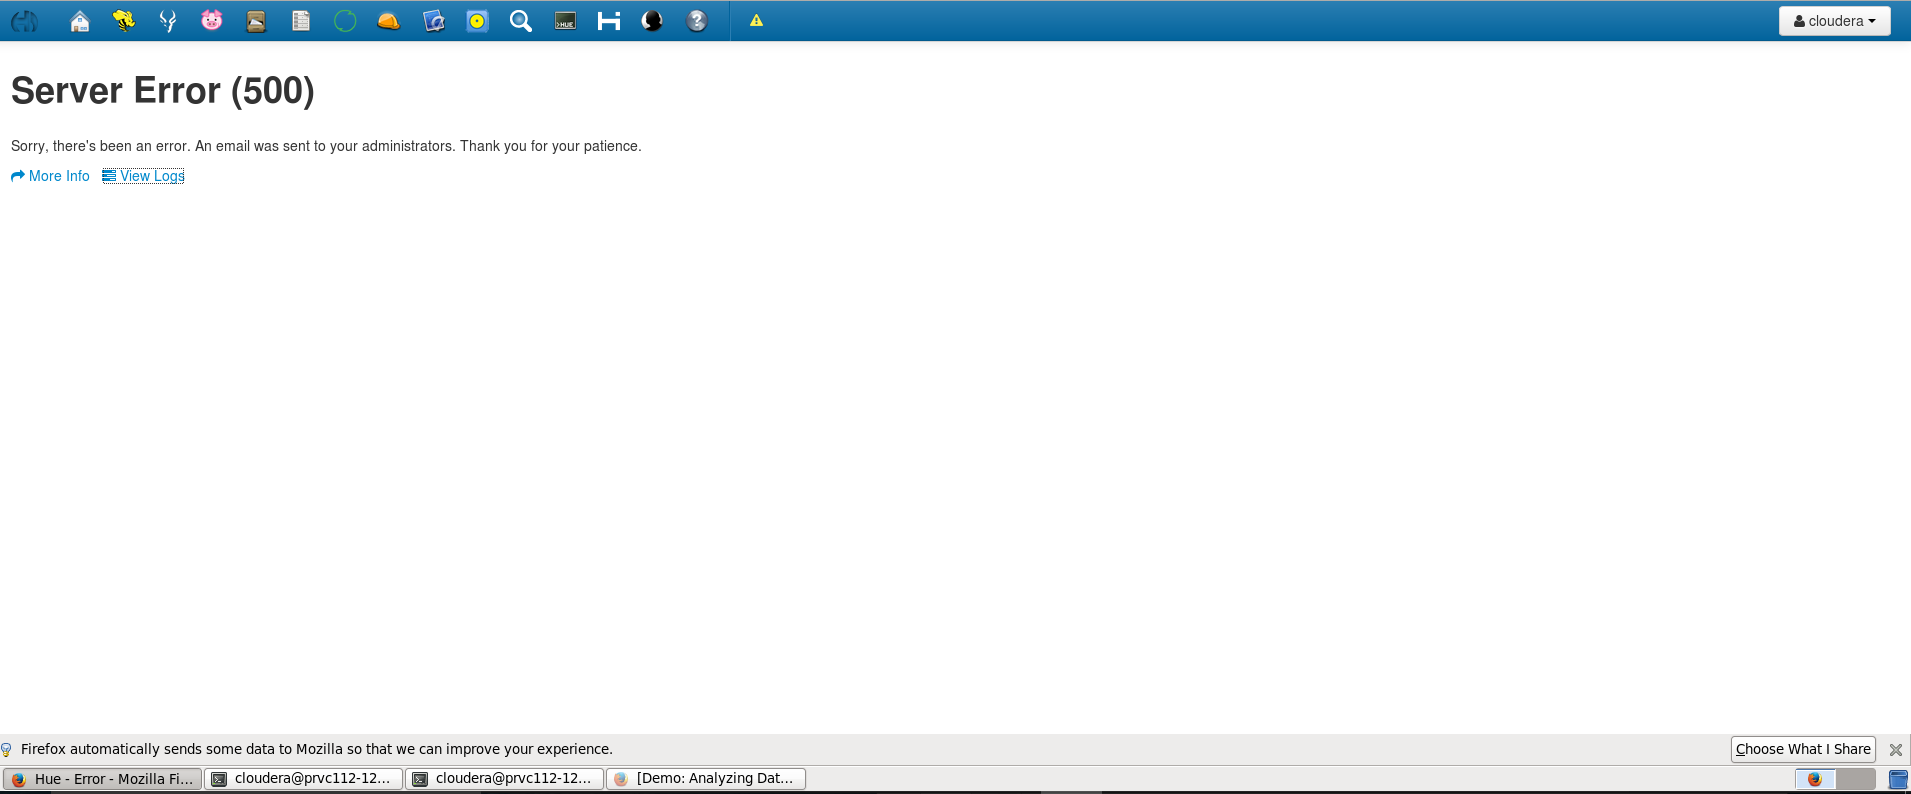 cloudera
Server Error (500)
Sorry, there's been an error. An email was sent to your administrators. Thank you for your patience.
More Info View Logs
Firefox automatically sends some data to Mozilla so that we can improve your experience.
Choose What I Share
Hue - Error - Mozilla Fi... cloudera@prvc112-12... cloudera@prvc112-12... [Demo: Analyzing Dat...